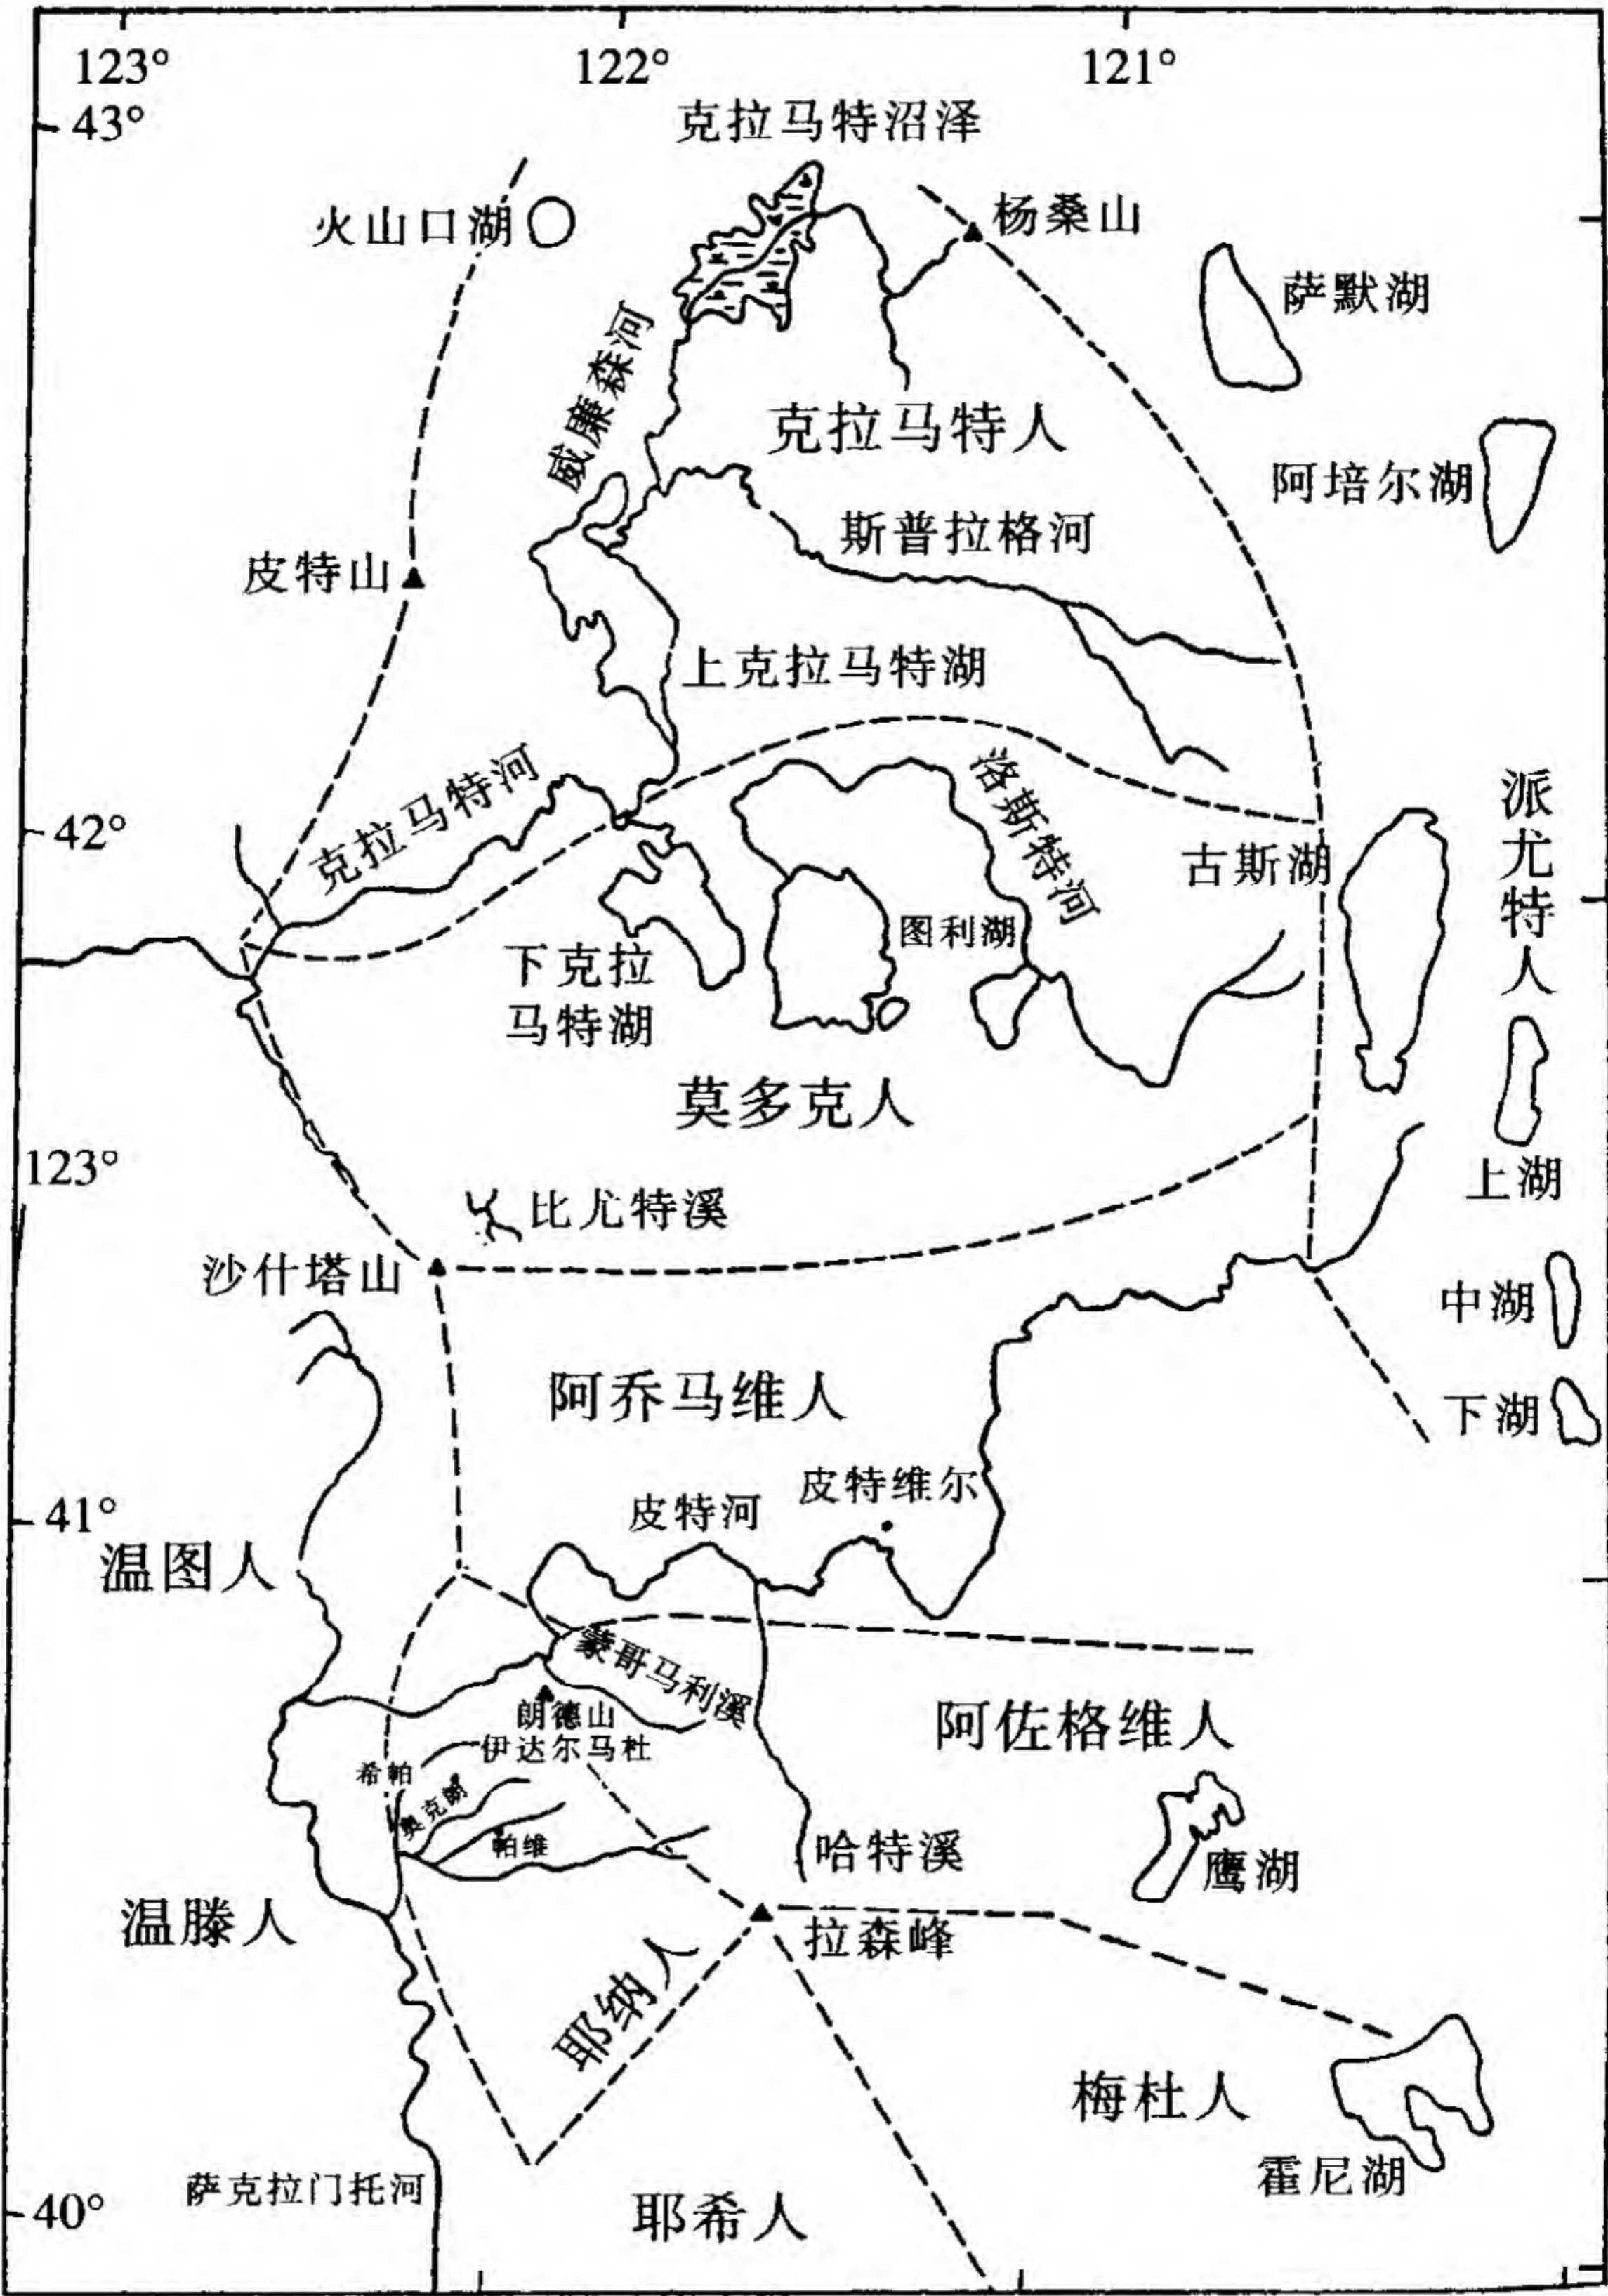 123°
122°
121°
43°
克拉马特沼泽
火山口湖
杨桑山
萨默湖
威廉森河
克拉马特人
阿培尔湖
斯普拉格河
皮特山
上克拉马特湖
克拉马特河
洛斯特河
派尤特人
42°
古斯湖
图利湖
下克拉
马特湖
莫多克人
123°
上湖
比尤特溪
沙什塔山
中湖
阿乔马维人
下湖
皮特维尔
皮特河
41°
温图人
蒙哥马利溪
朗德山
阿佐格维人
伊达尔马杜
希帕
奥克朗
帕维
哈特溪
鹰湖
温滕人
拉森峰
耶纳人
梅杜人
霍尼湖
萨克拉门托河
40°
耶希人